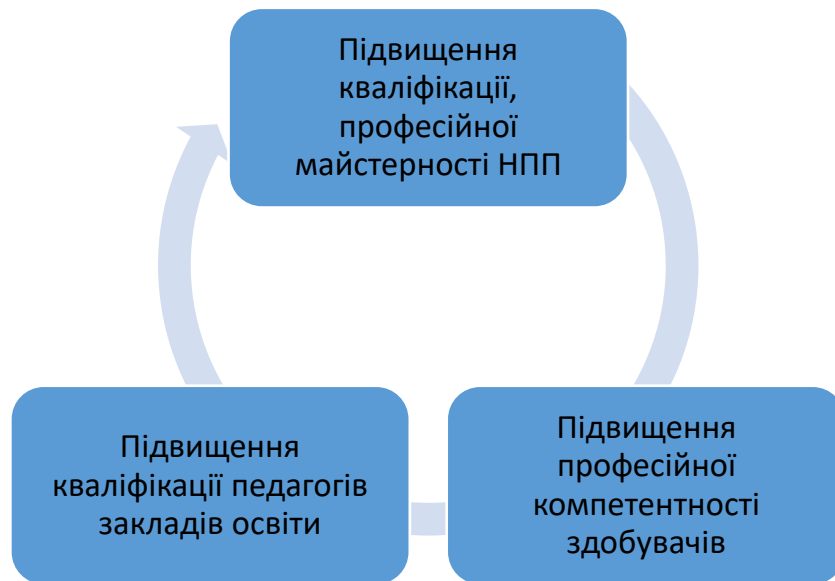 Підвищення
кваліфікації,
професійної
майстерності НПП
Підвищення
кваліфікації педагогів
закладів освіти
Підвищення
професійної
компетентності
здобувачів